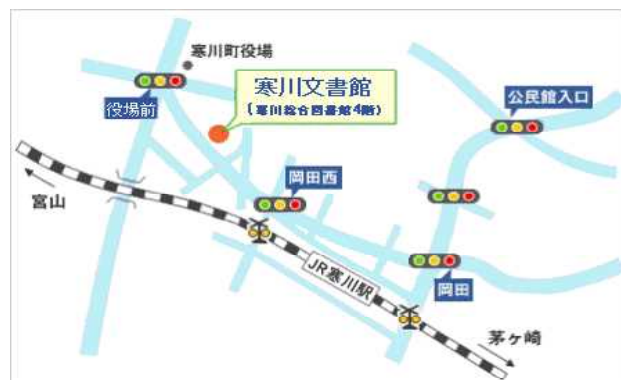 寒川町役場
寒川文書館
(寒川総合図書館4階)
役場前
公民館入口
岡田西
宮山
JR寒川駅
岡田
茅ヶ崎